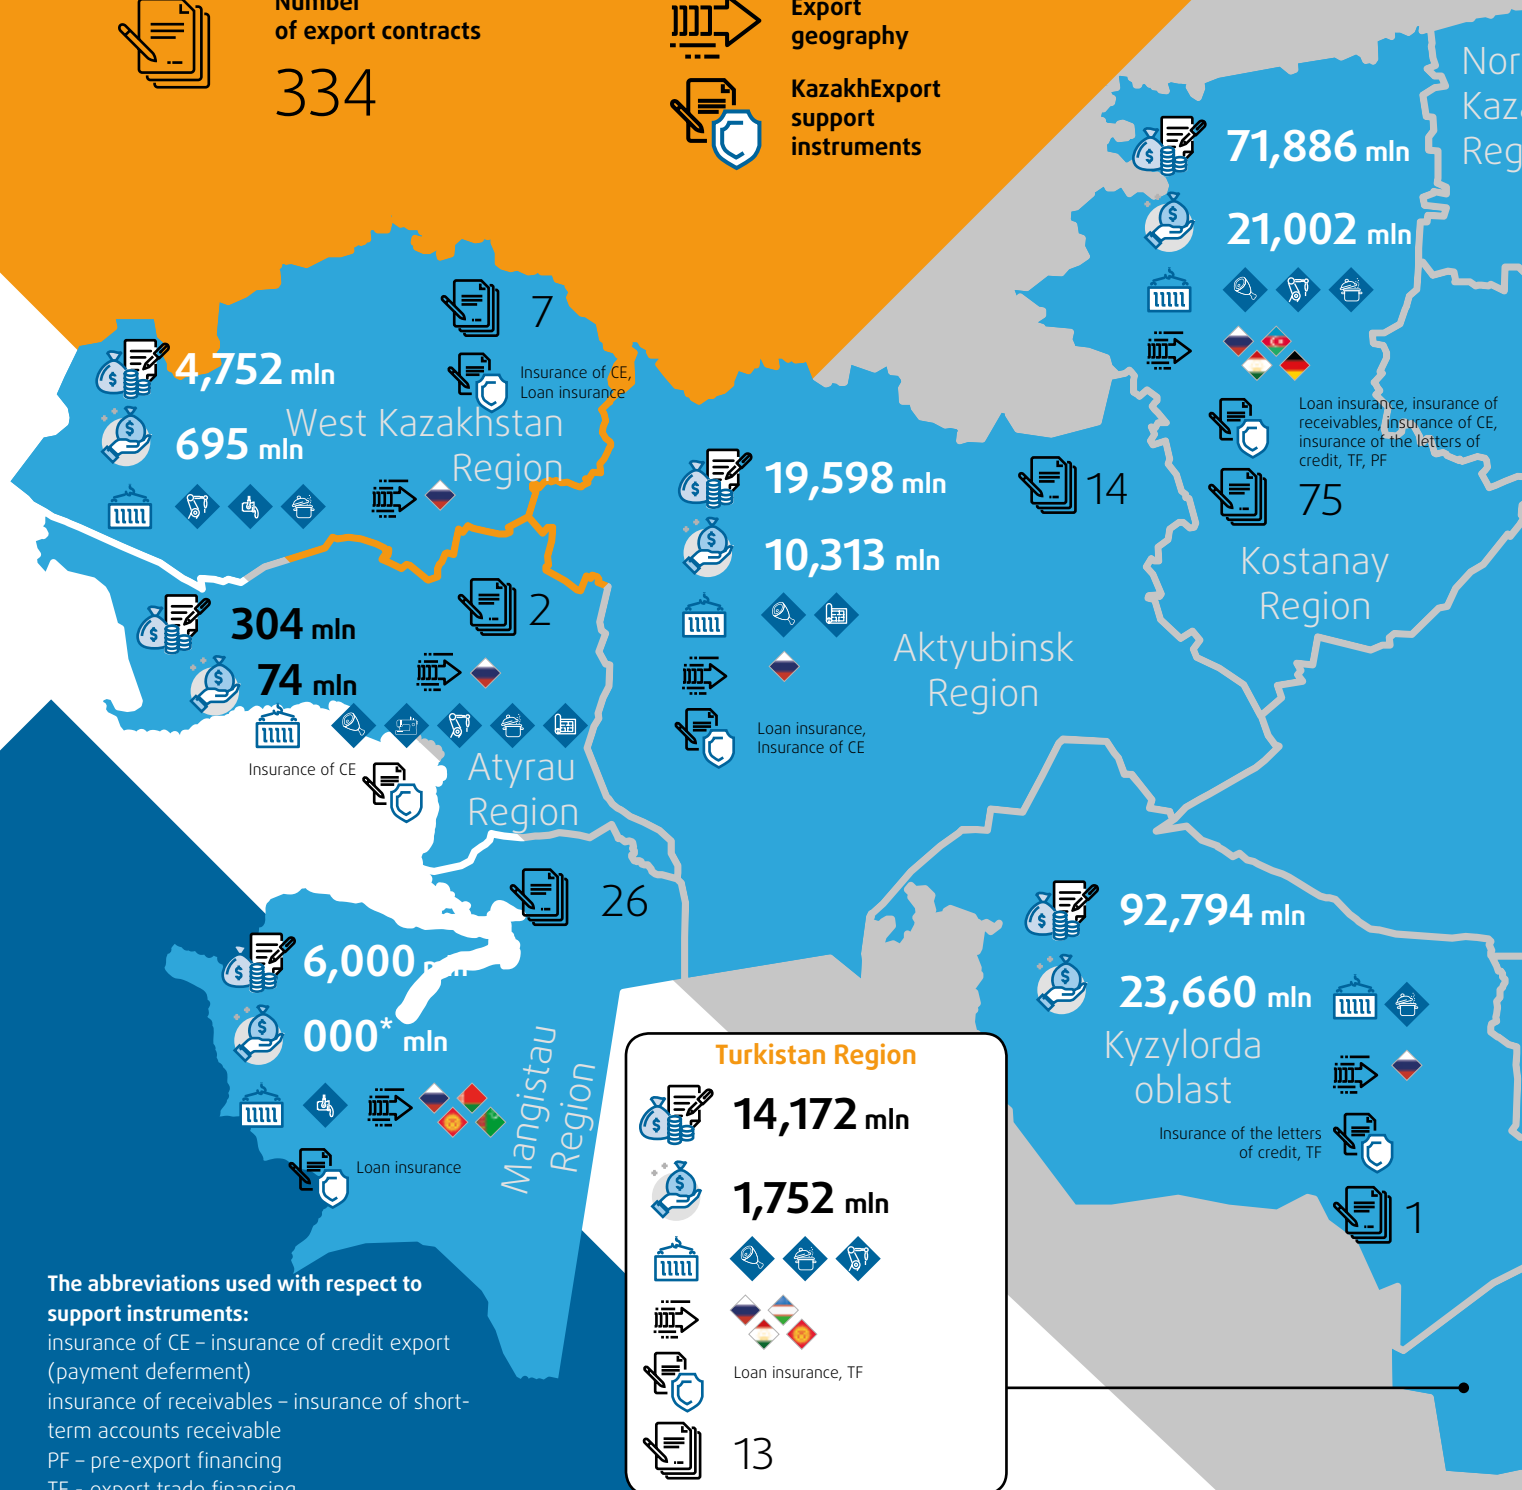 Number
of export contracts
334
Export
geography
KazakhExport
support
instruments
71,886 mln
21,002 mln
Loan insurance, insurance of
receivables, insurance of CE,
insurance of the letters of
credit, TF, PF
75
Kostanay
Region
7
Insurance of CE,
Loan insurance
4,752 mln
695 mln
West Kazakhstan
Region
19,598 mln
14
10,313 mln
Aktyubinsk
Region
Loan insurance,
Insurance of CE
304 mln
2
74 mln
Insurance of CE
Atyrau
Region
26
6,000 mln
000* mln
Loan insurance
Mangistau
Region
92,794 mln
23,660 mln
Kyzylorda
oblast
Insurance of the letters
of credit, TF
1
Turkistan Region
14,172 mln
1,752 mln
Loan insurance, TF
13
The abbreviations used with respect to
support instruments:
insurance of CE – insurance of credit export
(payment deferment)
insurance of receivables – insurance of short-
term accounts receivable
PF – pre-export financing
TF – export trade financing